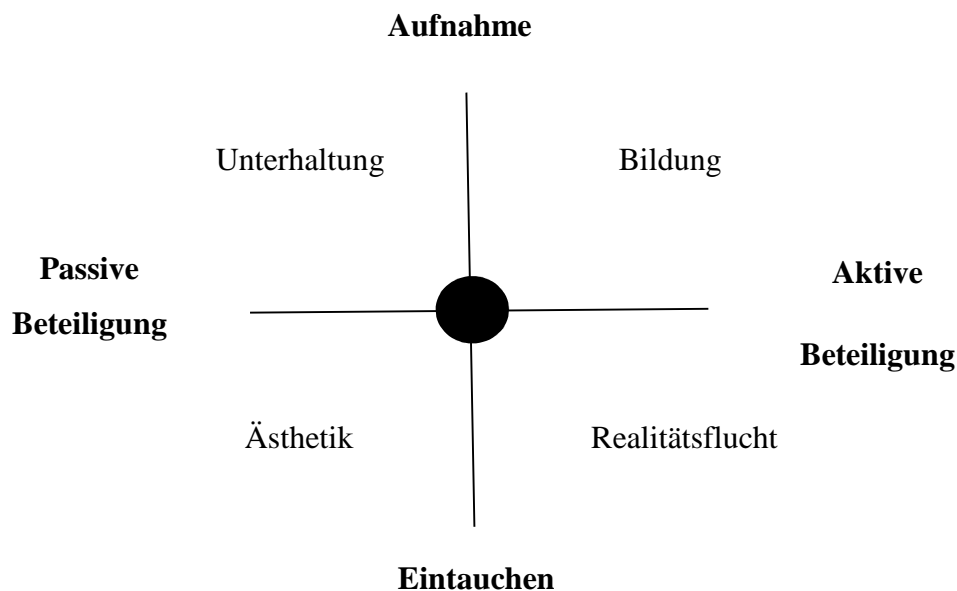 Aufnahme
Unterhaltung
Bildung
Passive
Beteiligung
Aktive
Beteiligung
Ästhetik
Realitätsflucht
Eintauchen